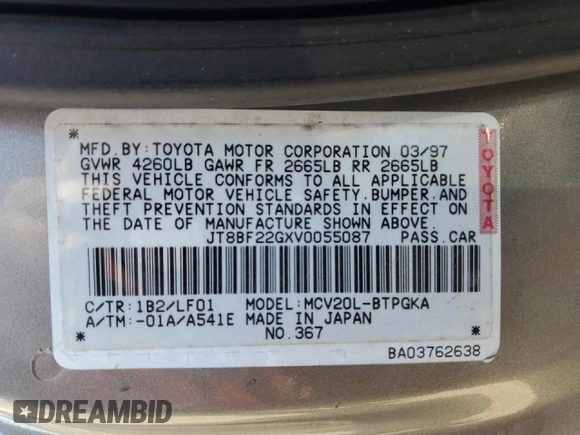 MFD. BY: TOYOTA MOTOR CORPORATION 03/97
GVWR 4260LB GAWR FR 2665LB RR 2665LB
THIS VEHICLE CONFORMS TO ALL APPLICABLE
FEDERAL MOTOR VEHICLE SAFETY, BUMPER, AND
THEFT PREVENTION STANDARDS IN EFFECT ON
THE DATE OF MANUFACTURE SHOWN ABOVE.
* JT8BF22GXV0055087 PASS. CAR *
TOYOTA
C/TR: 1B2/LF01 MODEL: MCV20L-BTPGKA
A/TM: -01A/A541E MADE IN JAPAN
* NO. 367 *
BA03762638
DREAMBID